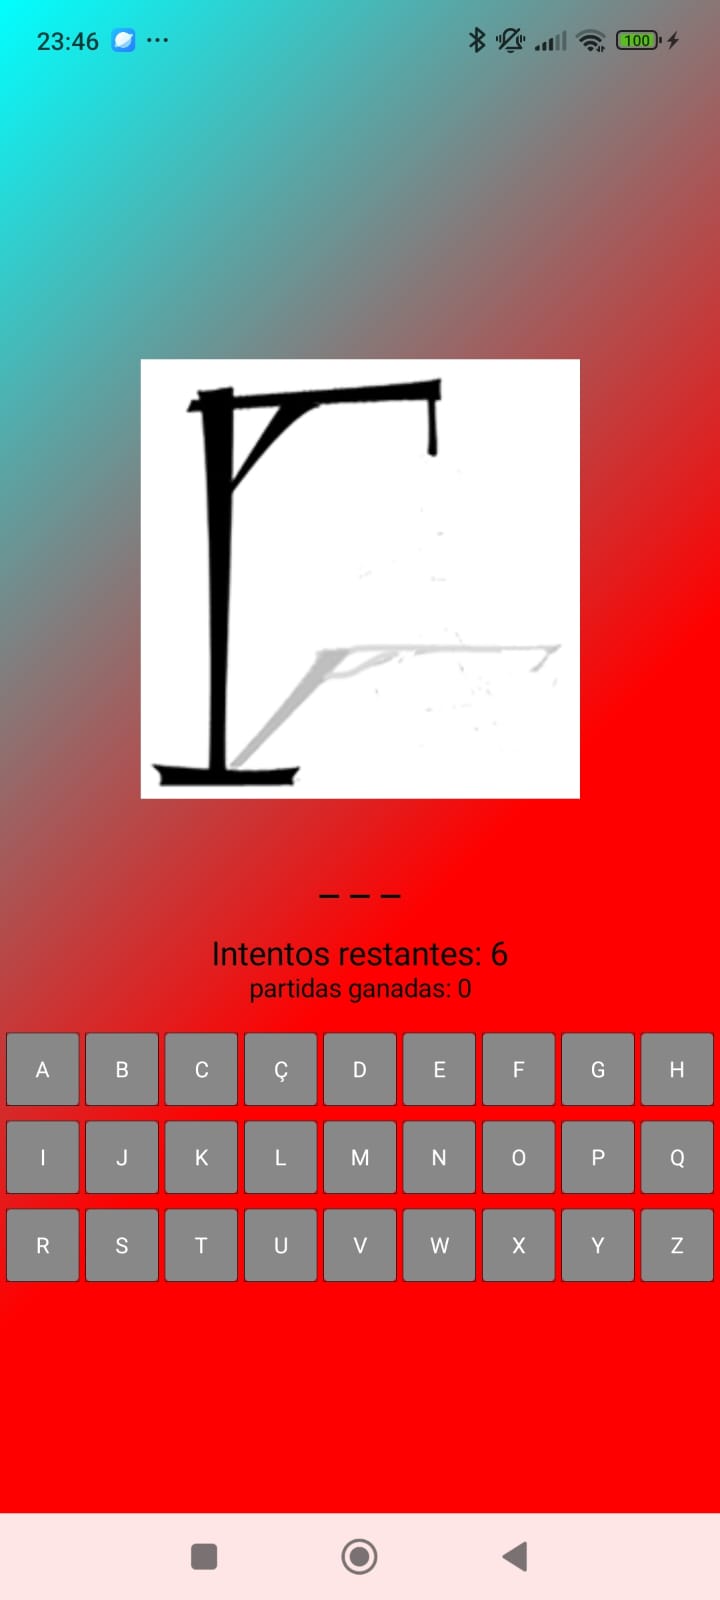 23:46 ...
100
_ _ _
Intentos restantes: 6
partidas ganadas: 0
A B C Ç D E F G H
I J K L M N O P Q
R S T U V W X Y Z